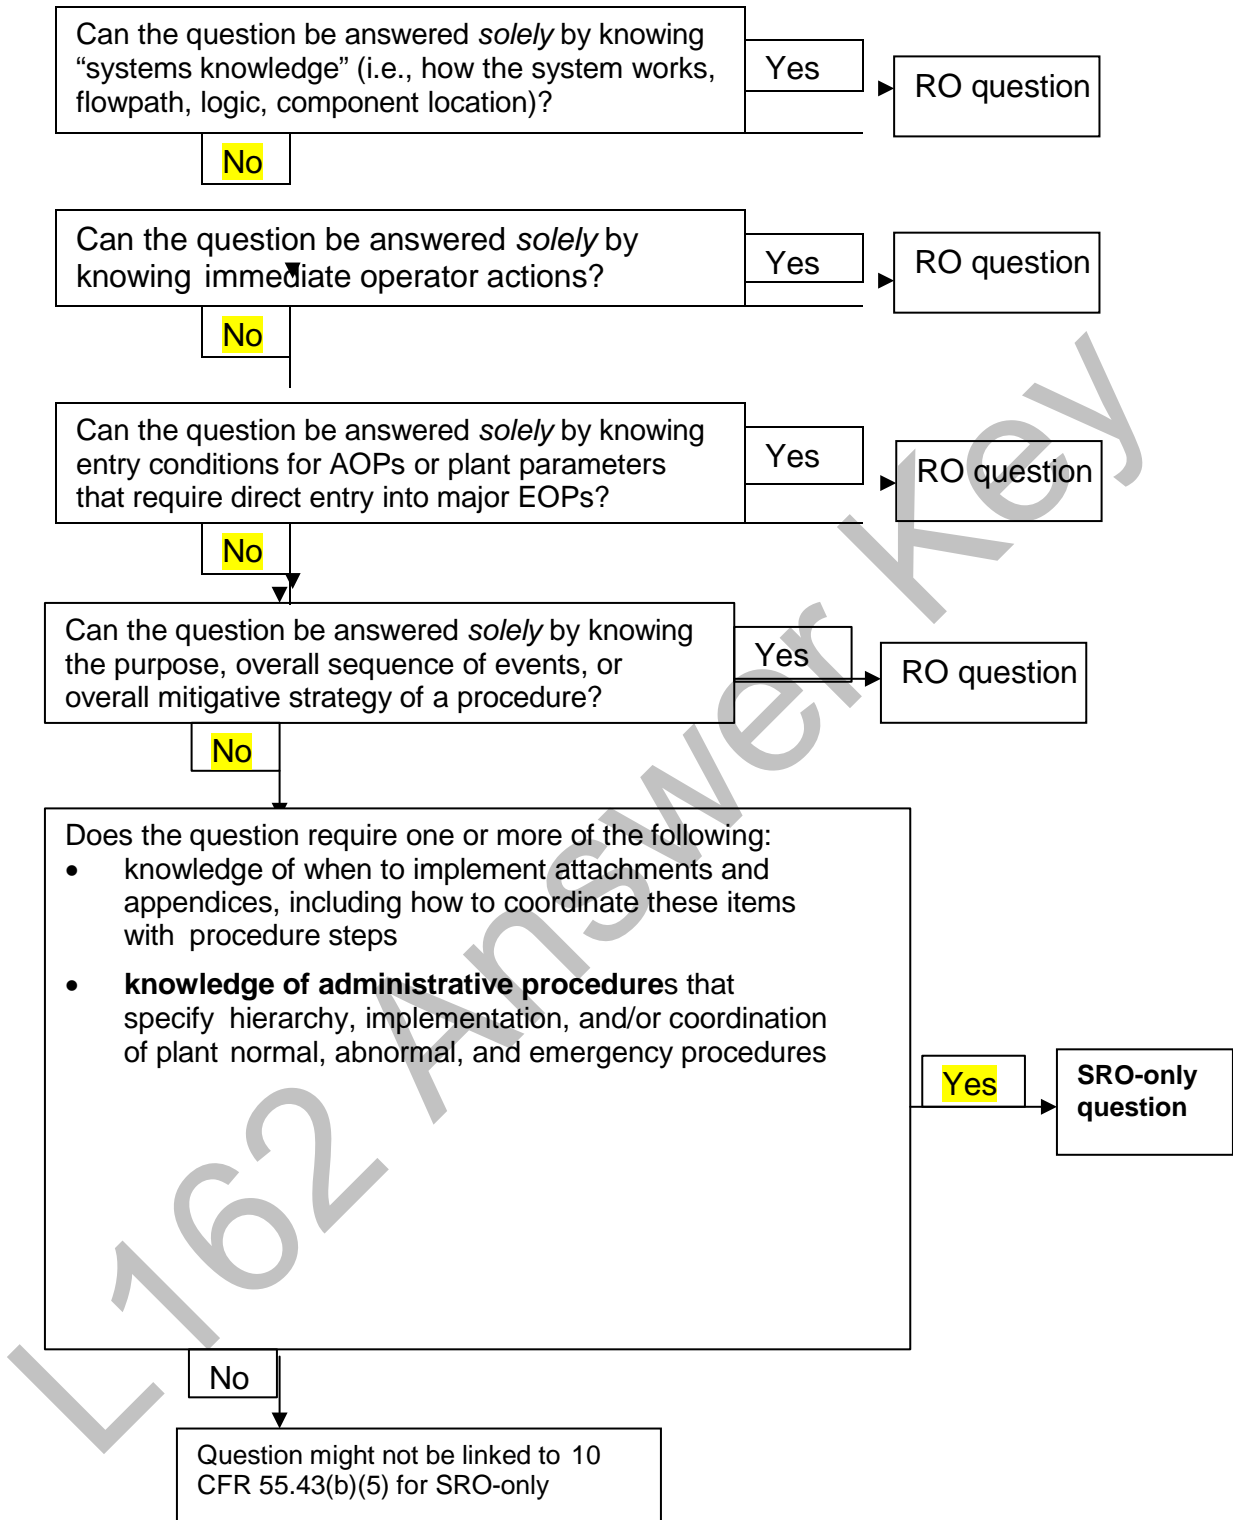 Can the question be answered solely by knowing
“systems knowledge” (i.e., how the system works,
flowpath, logic, component location)?
Yes
RO question
No
Can the question be answered solely by
knowing immediate operator actions?
Yes
RO question
No
Can the question be answered solely by knowing
entry conditions for AOPs or plant parameters
that require direct entry into major EOPs?
Yes
RO question
No
Can the question be answered solely by knowing
the purpose, overall sequence of events, or
overall mitigative strategy of a procedure?
Yes
RO question
No
Does the question require one or more of the following:
• knowledge of when to implement attachments and
appendices, including how to coordinate these items
with procedure steps
• knowledge of administrative procedures that
specify hierarchy, implementation, and/or coordination
of plant normal, abnormal, and emergency procedures
Yes
SRO-only
question
No
Question might not be linked to 10
CFR 55.43(b)(5) for SRO-only
L162 Answer Key